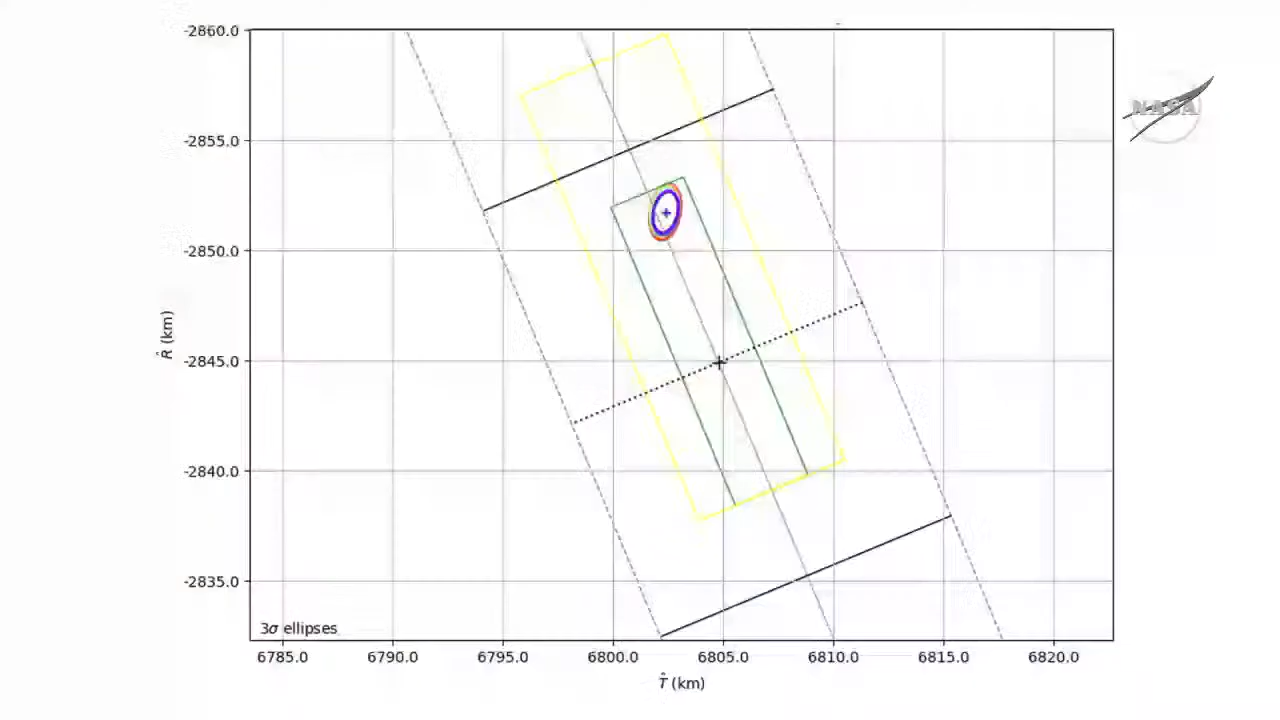 -2860.0
-2855.0
-2850.0
-2845.0
-2840.0
-2835.0
R̂ (km)
3σ ellipses
6785.0 6790.0 6795.0 6800.0 6805.0 6810.0 6815.0 6820.0
T̂ (km)
NASA